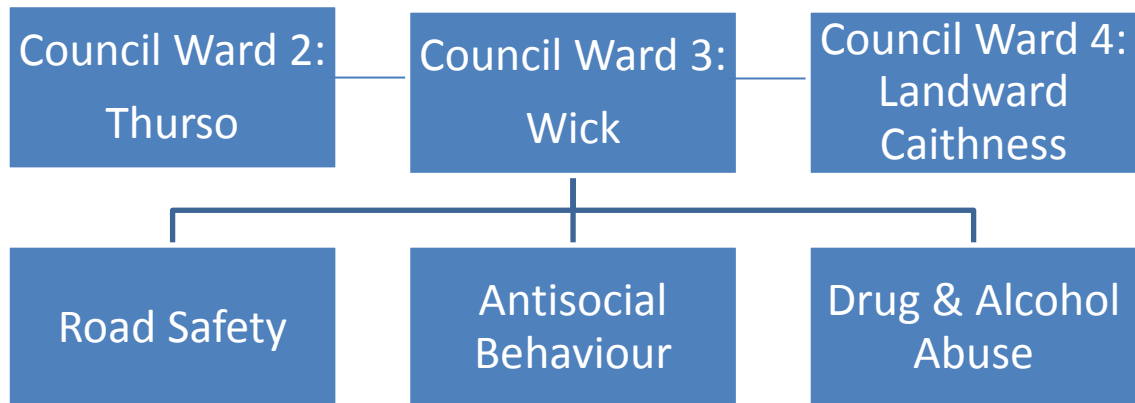 Council Ward 2:
Thurso
Council Ward 3:
Wick
Council Ward 4:
Landward
Caithness
Road Safety
Antisocial
Behaviour
Drug & Alcohol
Abuse